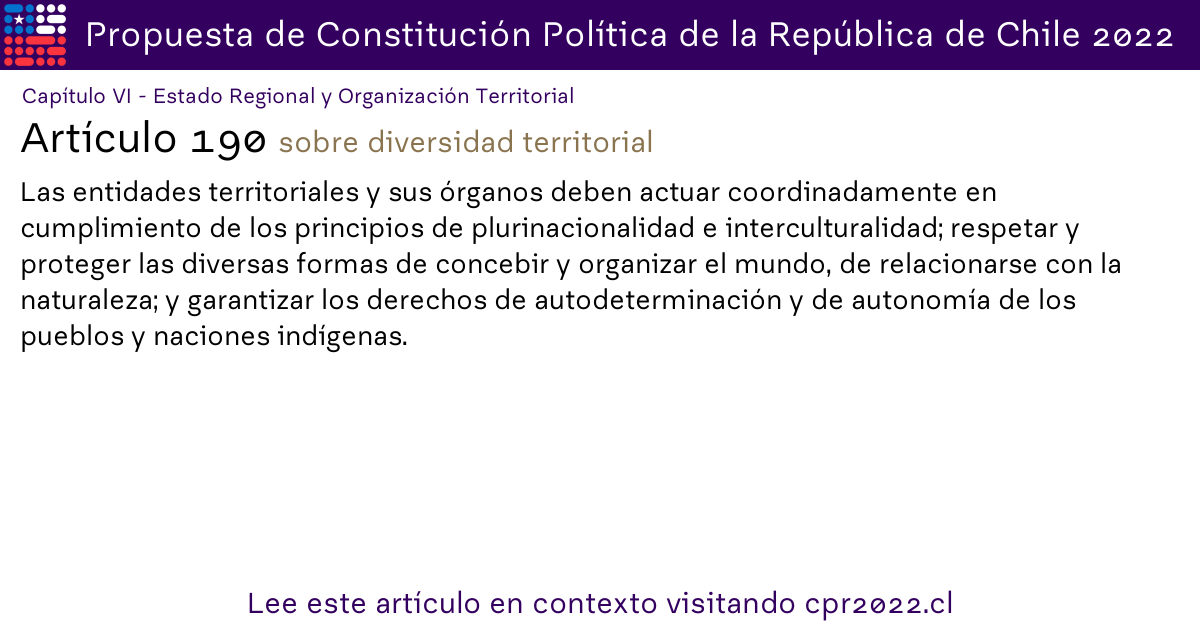 Propuesta de Constitución Política de la República de Chile 2022
Capítulo VI - Estado Regional y Organización Territorial
Artículo 190 sobre diversidad territorial
Las entidades territoriales y sus órganos deben actuar coordinadamente en
cumplimiento de los principios de plurinacionalidad e interculturalidad; respetar y
proteger las diversas formas de concebir y organizar el mundo, de relacionarse con la
naturaleza; y garantizar los derechos de autodeterminación y de autonomía de los
pueblos y naciones indígenas.
Lee este artículo en contexto visitando cpr2022.cl